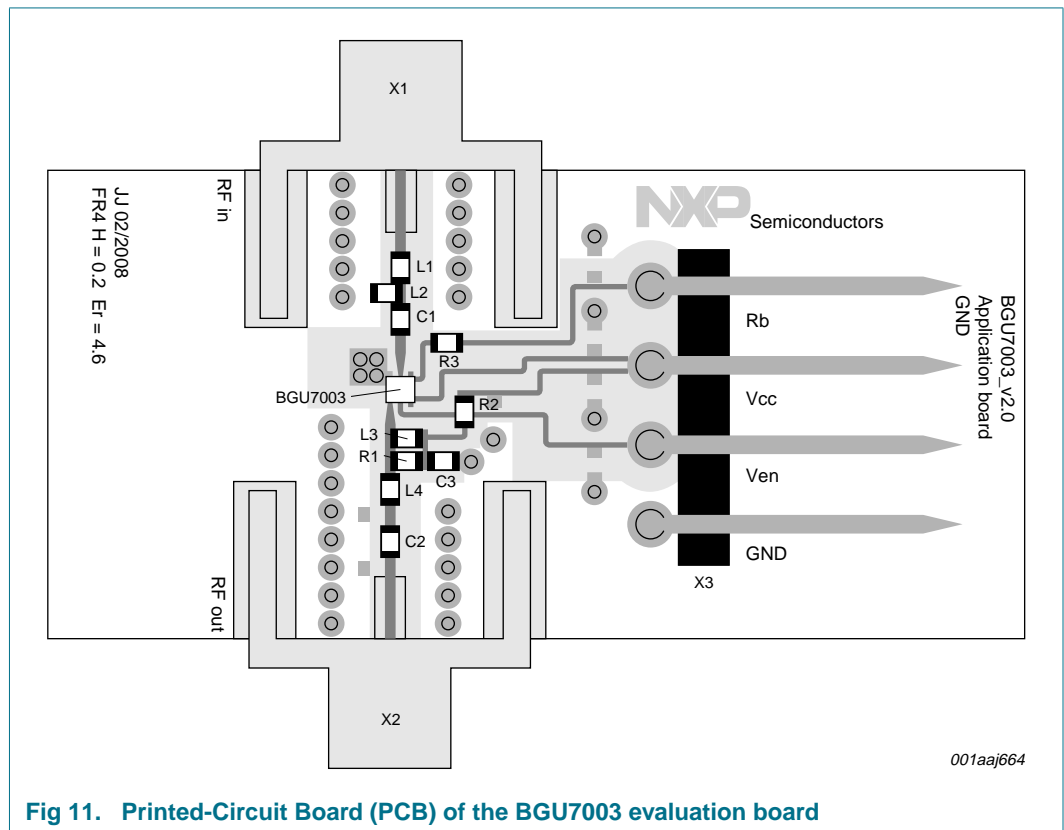 X1
RF in
JJ 02/2008
FR4 H = 0.2 Er = 4.6
NXP Semiconductors
L1
L2
C1
R3
BGU7003
R2
L3
R1
C3
L4
C2
Rb
Vcc
Ven
GND
X3
BGU7003_v2.0
Application board
GND
RF out
X2
001aaj664
Fig 11. Printed-Circuit Board (PCB) of the BGU7003 evaluation board